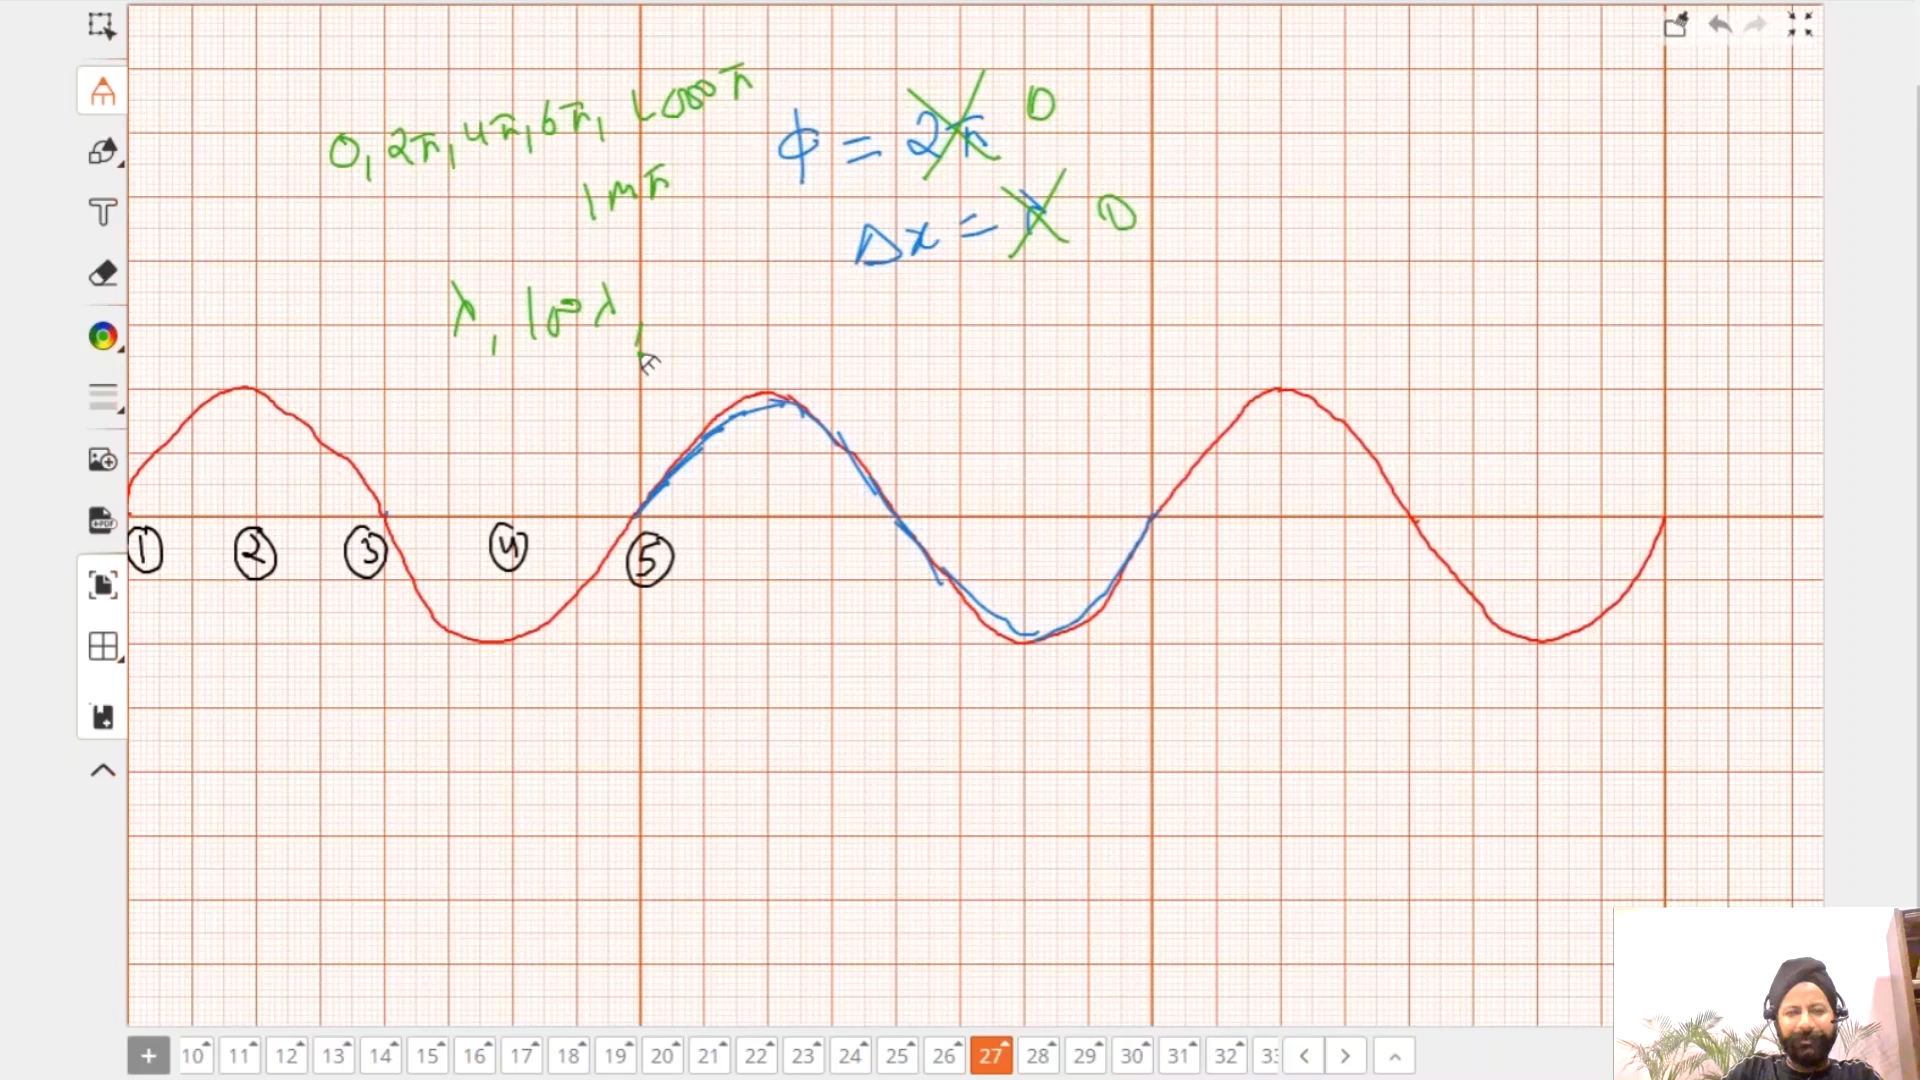 0, 2π, 4π, 6π, 1000π
1mπ
ϕ = 2π 0
Δx = λ 0
λ, 100λ,
① ② ③ ④ ⑤
+ 10 11 12 13 14 15 16 17 18 19 20 21 22 23 24 25 26 27 28 29 30 31 32